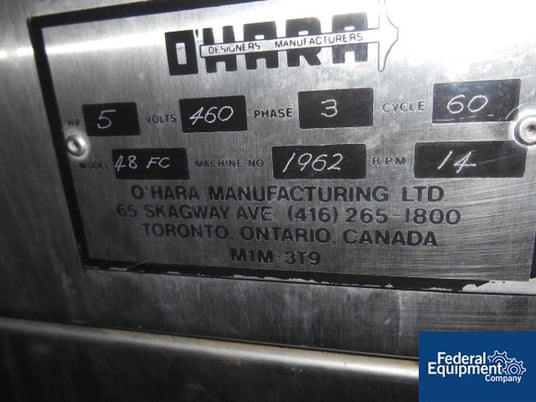 O'HARA
DESIGNERS MANUFACTURERS
HP 5 VOLTS 460 PHASE 3 CYCLE 60
MODEL 48 FC MACHINE NO 1962 R.P.M 14
O'HARA MANUFACTURING LTD
65 SKAGWAY AVE. (416) 265-1800
TORONTO, ONTARIO, CANADA
M1M-3T9
Federal
Equipment
Company